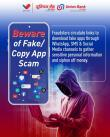 यूनियन बैंक
Union Bank
Beware
of Fake/
Copy App
Scam
Fraudsters circulate links to
download fake apps through
WhatsApp, SMS & Social
Media channels to gather
sensitive personal information
and siphon off money.